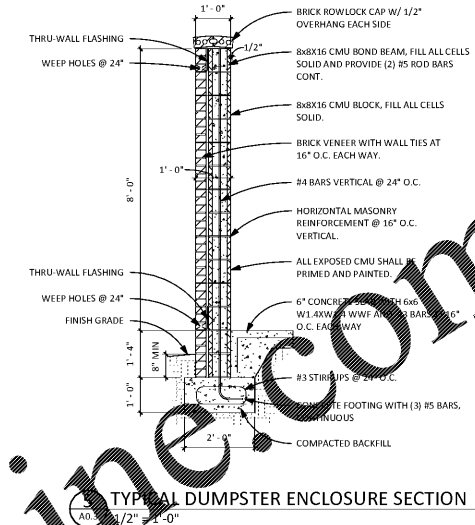 1' - 0"
BRICK ROWLOCK CAP W/ 1/2"
OVERHANG EACH SIDE
THRU-WALL FLASHING
1/2"
WEEP HOLES @ 24"
8x8X16 CMU BOND BEAM, FILL ALL CELLS
SOLID AND PROVIDE (2) #5 ROD BARS
CONT.
8x8X16 CMU BLOCK, FILL ALL CELLS
SOLID.
BRICK VENEER WITH WALL TIES AT
16" O.C. EACH WAY.
1' - 0"
8' - 0"
#4 BARS VERTICAL @ 24" O.C.
HORIZONTAL MASONRY
REINFORCEMENT @ 16" O.C.
VERTICAL.
ALL EXPOSED CMU SHALL BE
PRIMED AND PAINTED.
THRU-WALL FLASHING
WEEP HOLES @ 24"
FINISH GRADE
6" CONCRETE SLAB WITH 6x6
W1.4XW1.4 WWF AND #3 BARS @ 16"
O.C. EACH WAY
1' - 4"
8" MIN
#3 STIRRUPS @ 24" O.C.
1' - 0"
CONCRETE FOOTING WITH (3) #5 BARS,
CONTINUOUS
2' - 0"
COMPACTED BACKFILL
TYPICAL DUMPSTER ENCLOSURE SECTION
A0.3
1/2" = 1'-0"
ine.com